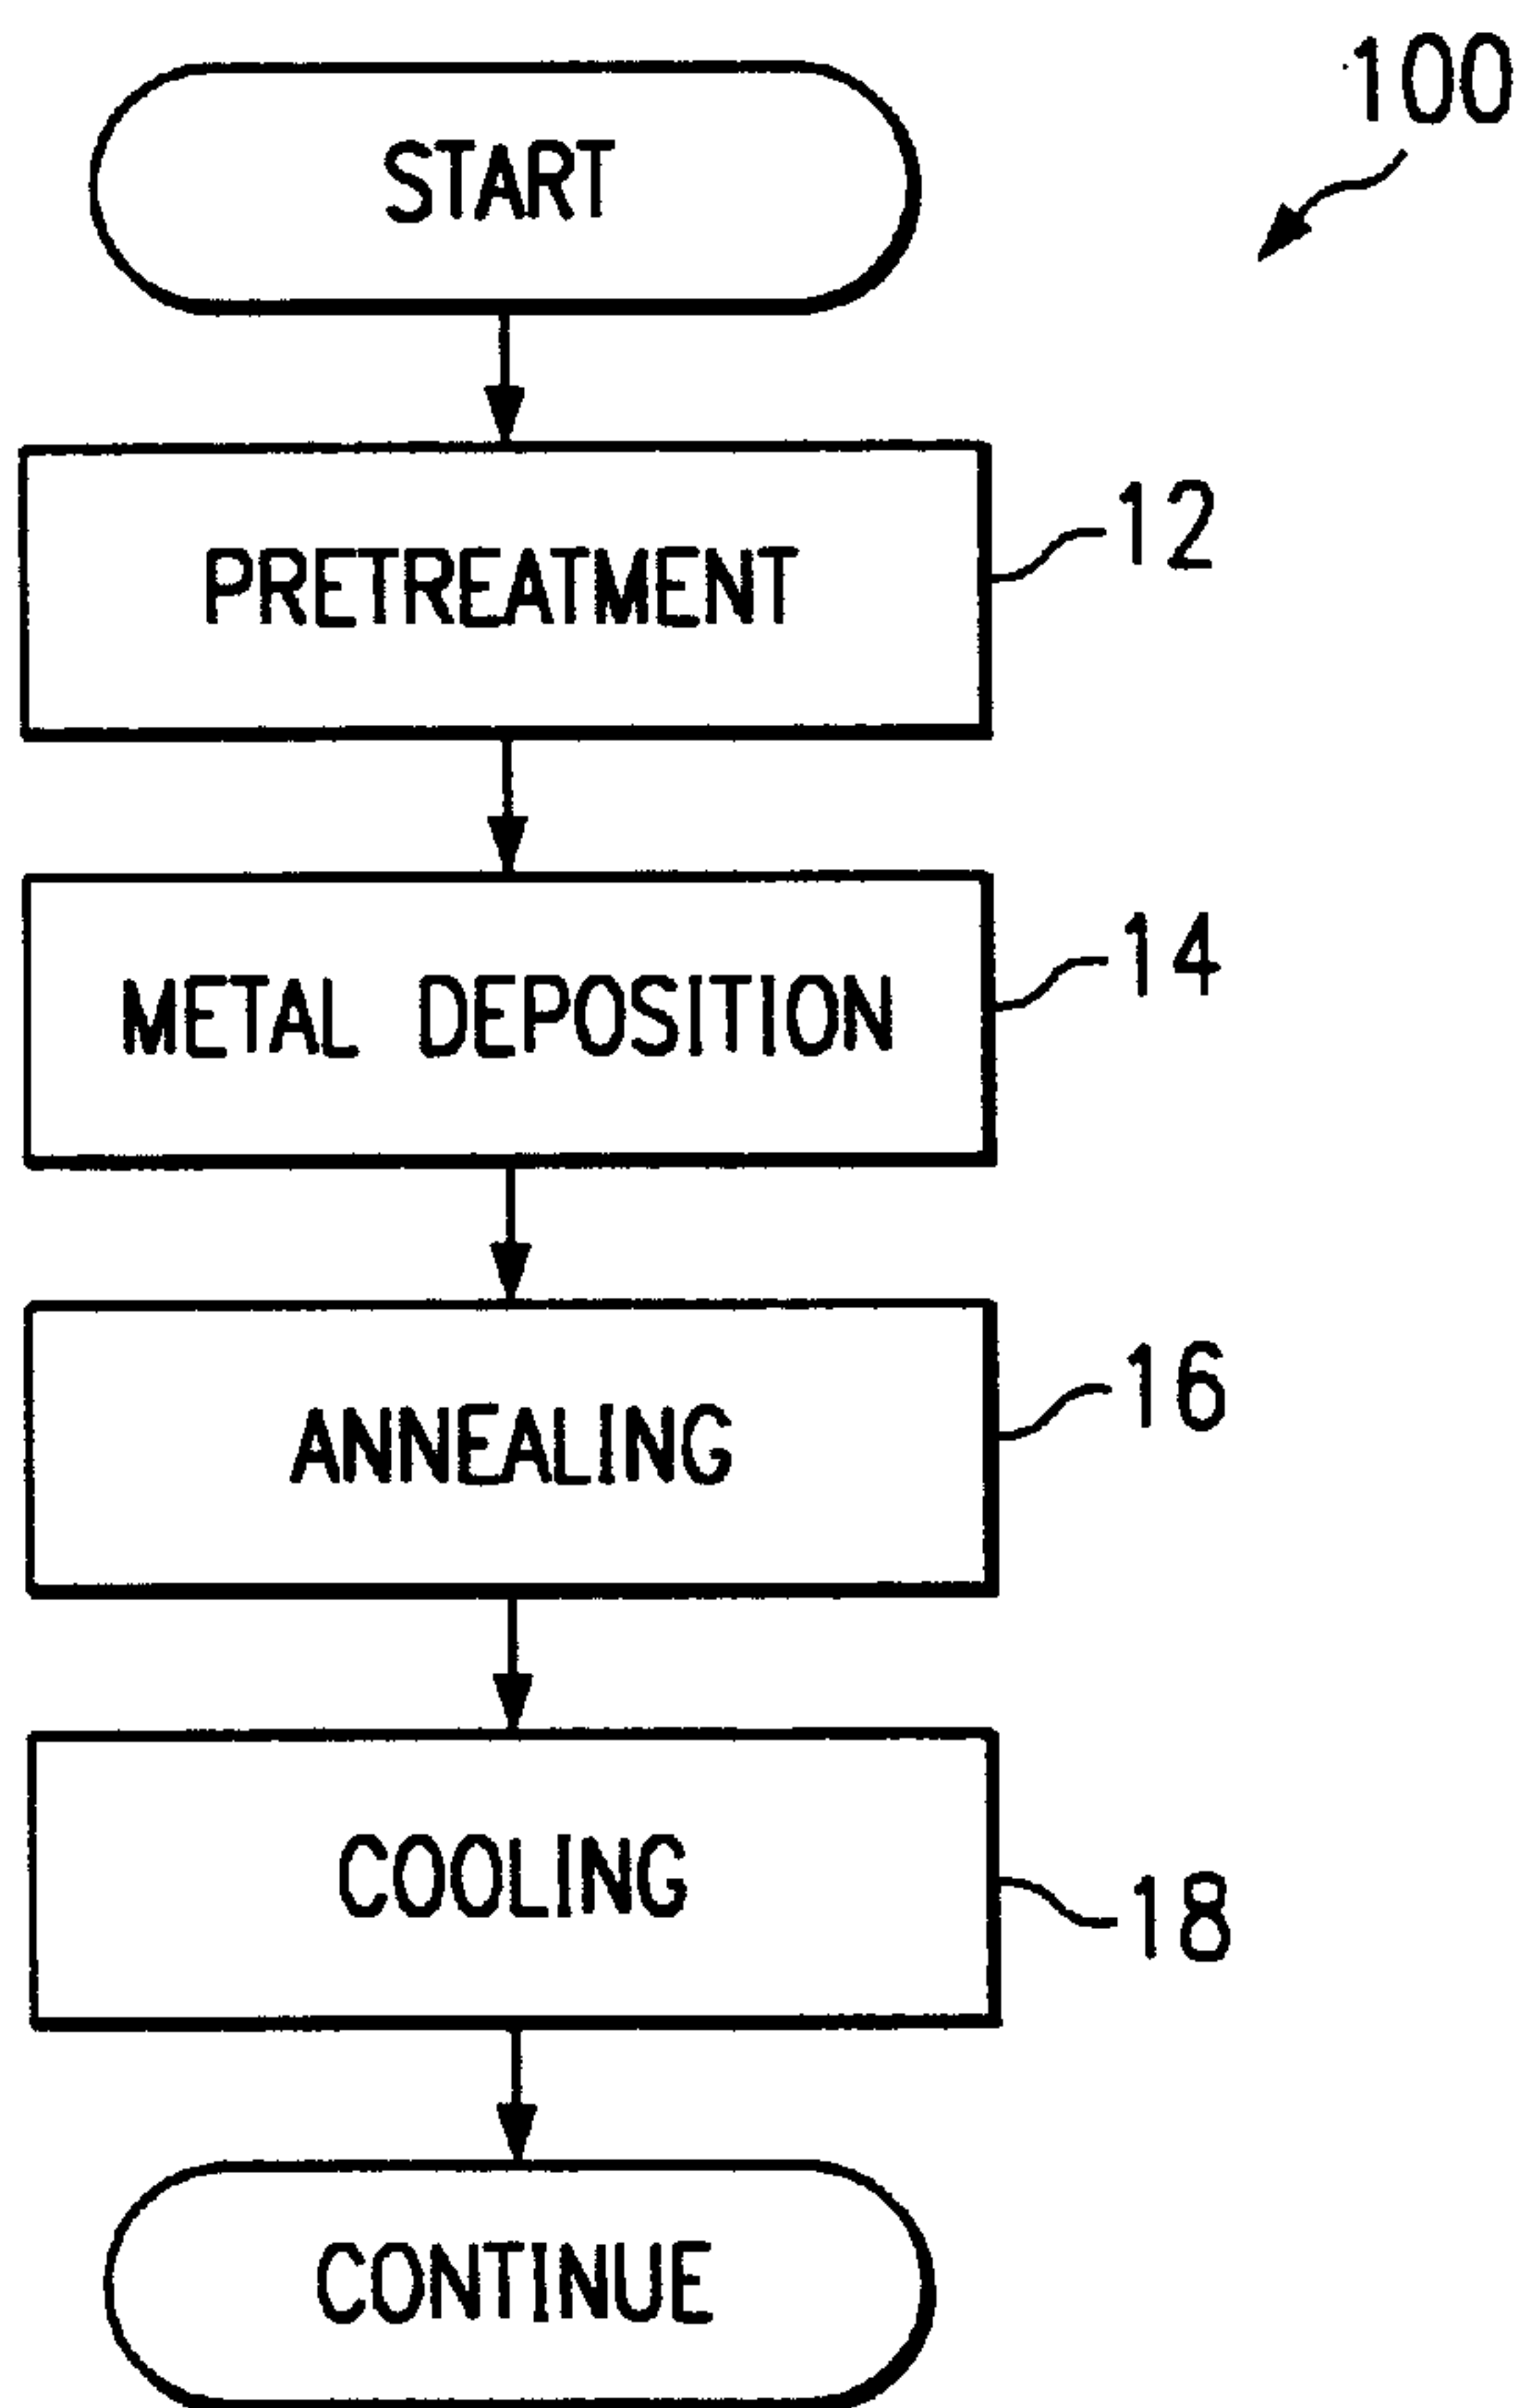 100
START
PRETREATMENT
12
METAL DEPOSITION
14
ANNEALING
16
COOLING
18
CONTINUE